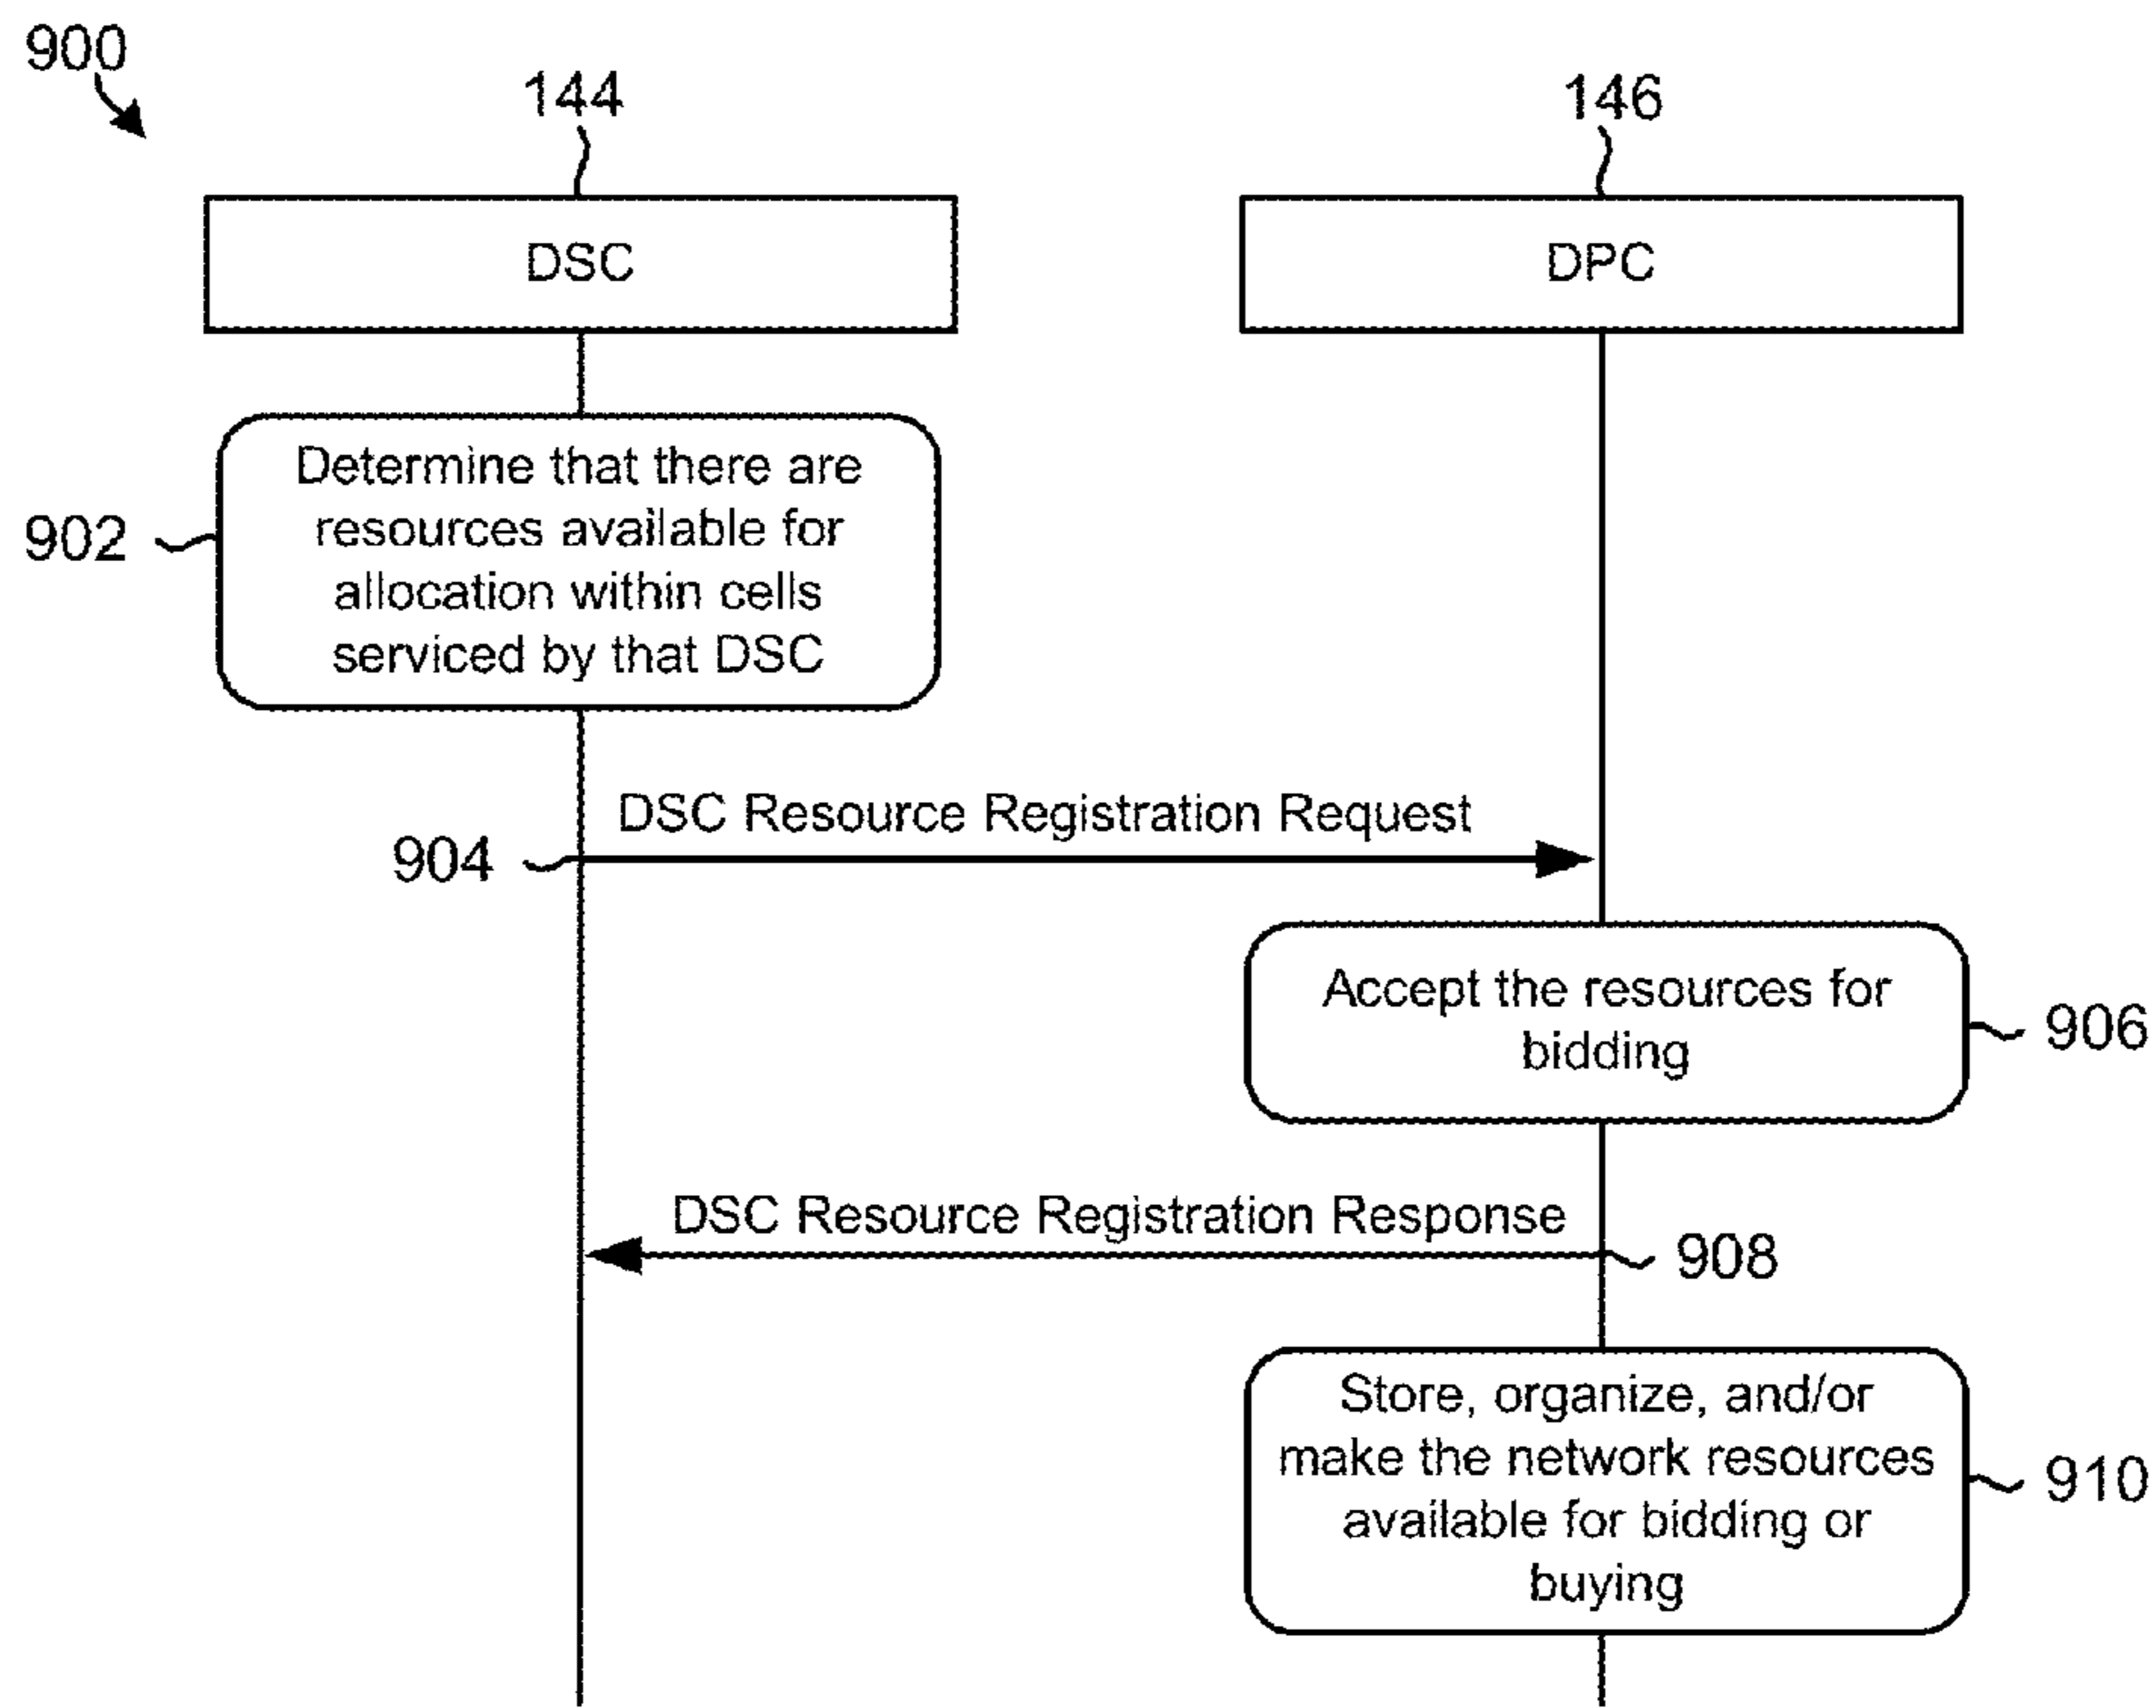 900
144
146
DSC
DPC
Determine that there are
resources available for
allocation within cells
serviced by that DSC
902
DSC Resource Registration Request
904
Accept the resources for
bidding
906
DSC Resource Registration Response
908
Store, organize, and/or
make the network resources
available for bidding or
buying
910